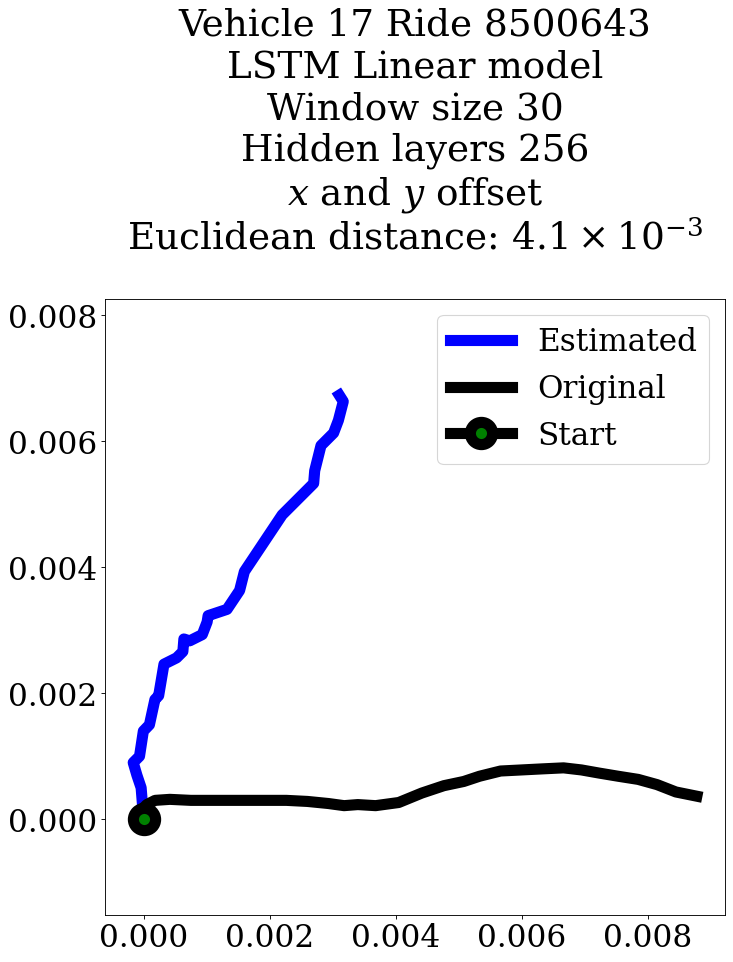 Vehicle 17 Ride 8500643
LSTM Linear model
Window size 30
Hidden layers 256
x and y offset
Euclidean distance: 4.1 × 10⁻³
0.008
0.006
0.004
0.002
0.000
Estimated
Original
Start
0.000 0.002 0.004 0.006 0.008